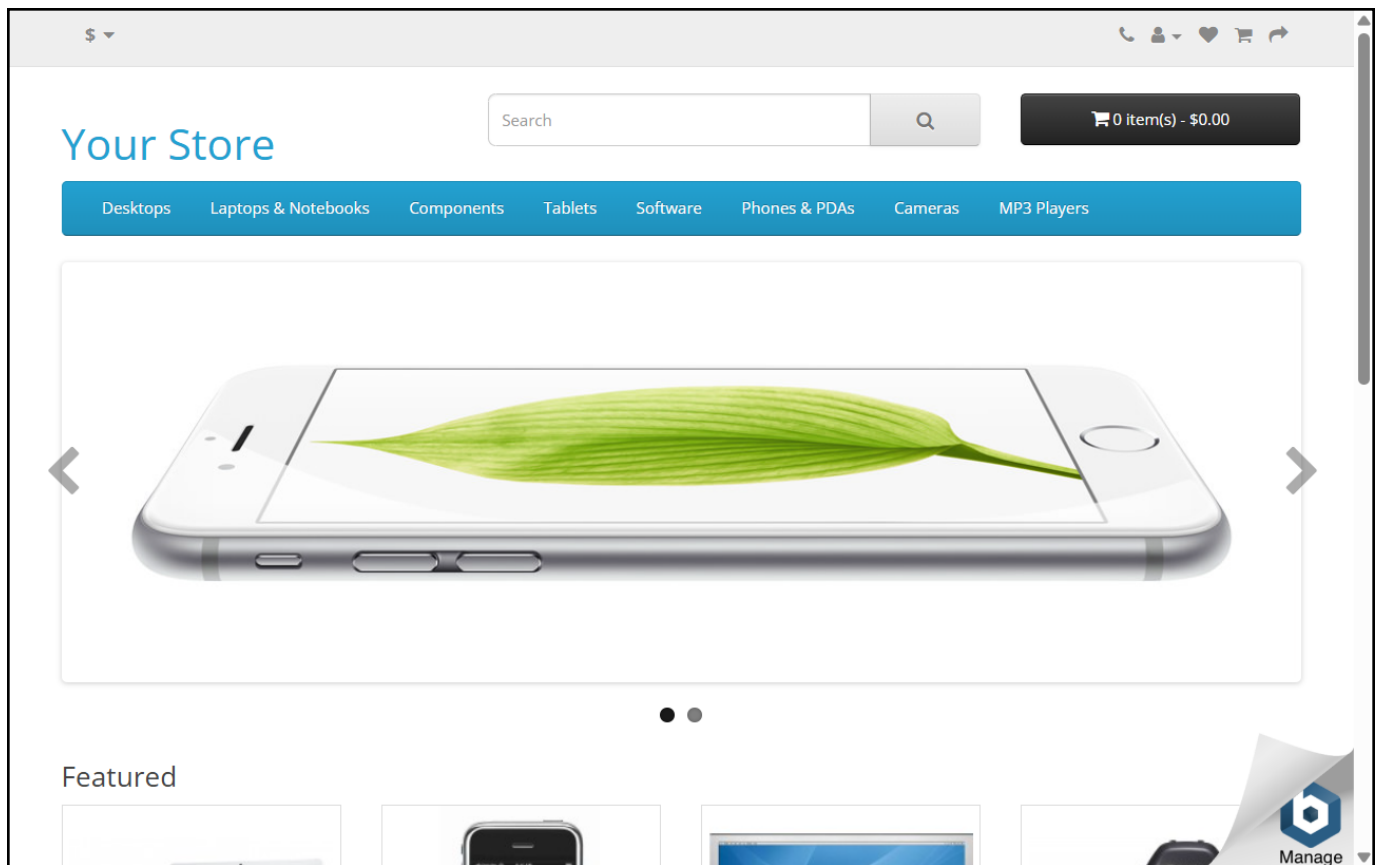 $
Your Store
Search
0 item(s) - $0.00
Desktops Laptops & Notebooks Components Tablets Software Phones & PDAs Cameras MP3 Players
Featured
Manage